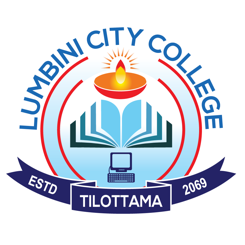 LUMBINI CITY COLLEGE
ESTD
TILOTTAMA
2069